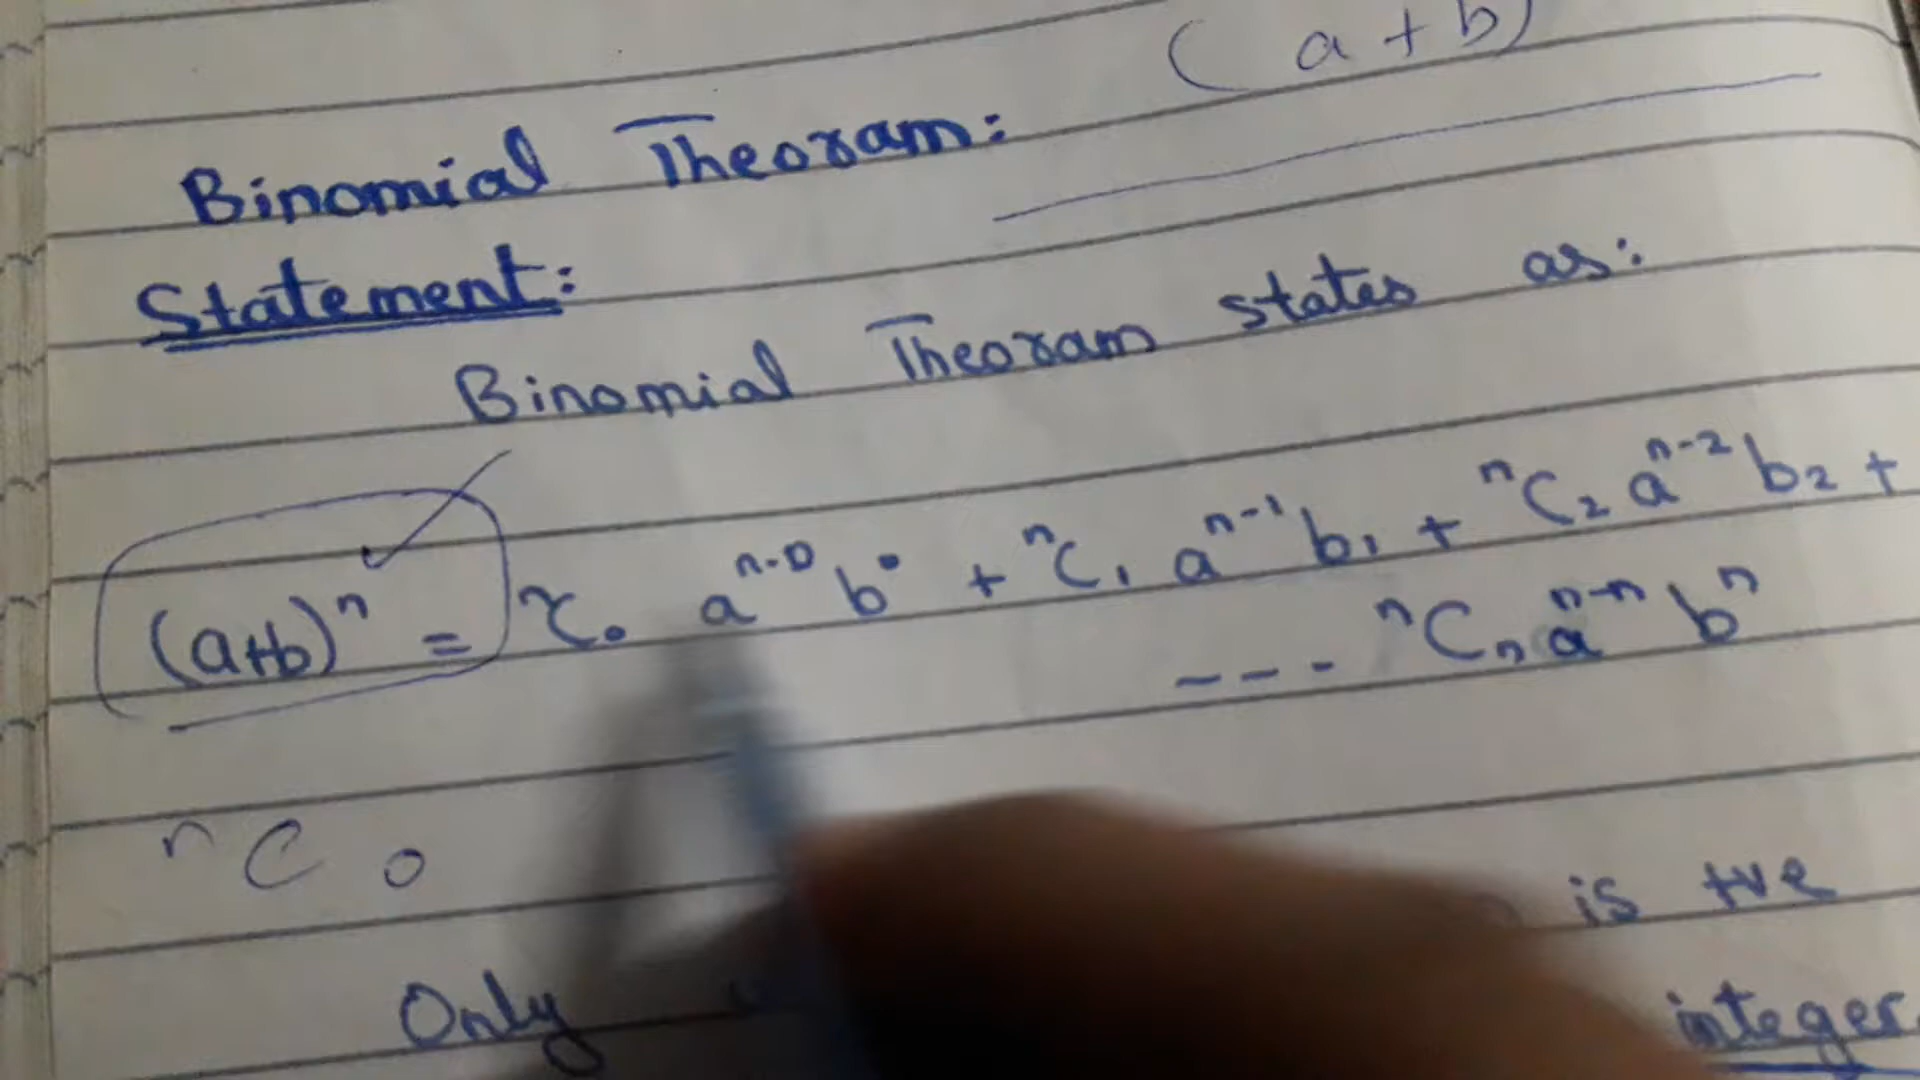 (a+b)
Binomial Theoram:
Statement:
Binomial Theoram states as:
(a+b)ⁿ = ⁿC₀ aⁿ⁻⁰ b⁰ + ⁿC₁ aⁿ⁻¹ b₁ + ⁿC₂ aⁿ⁻² b₂ +
--- ⁿCₙ aⁿ⁻ⁿ bⁿ
ⁿC₀
is +ve
Only integer.